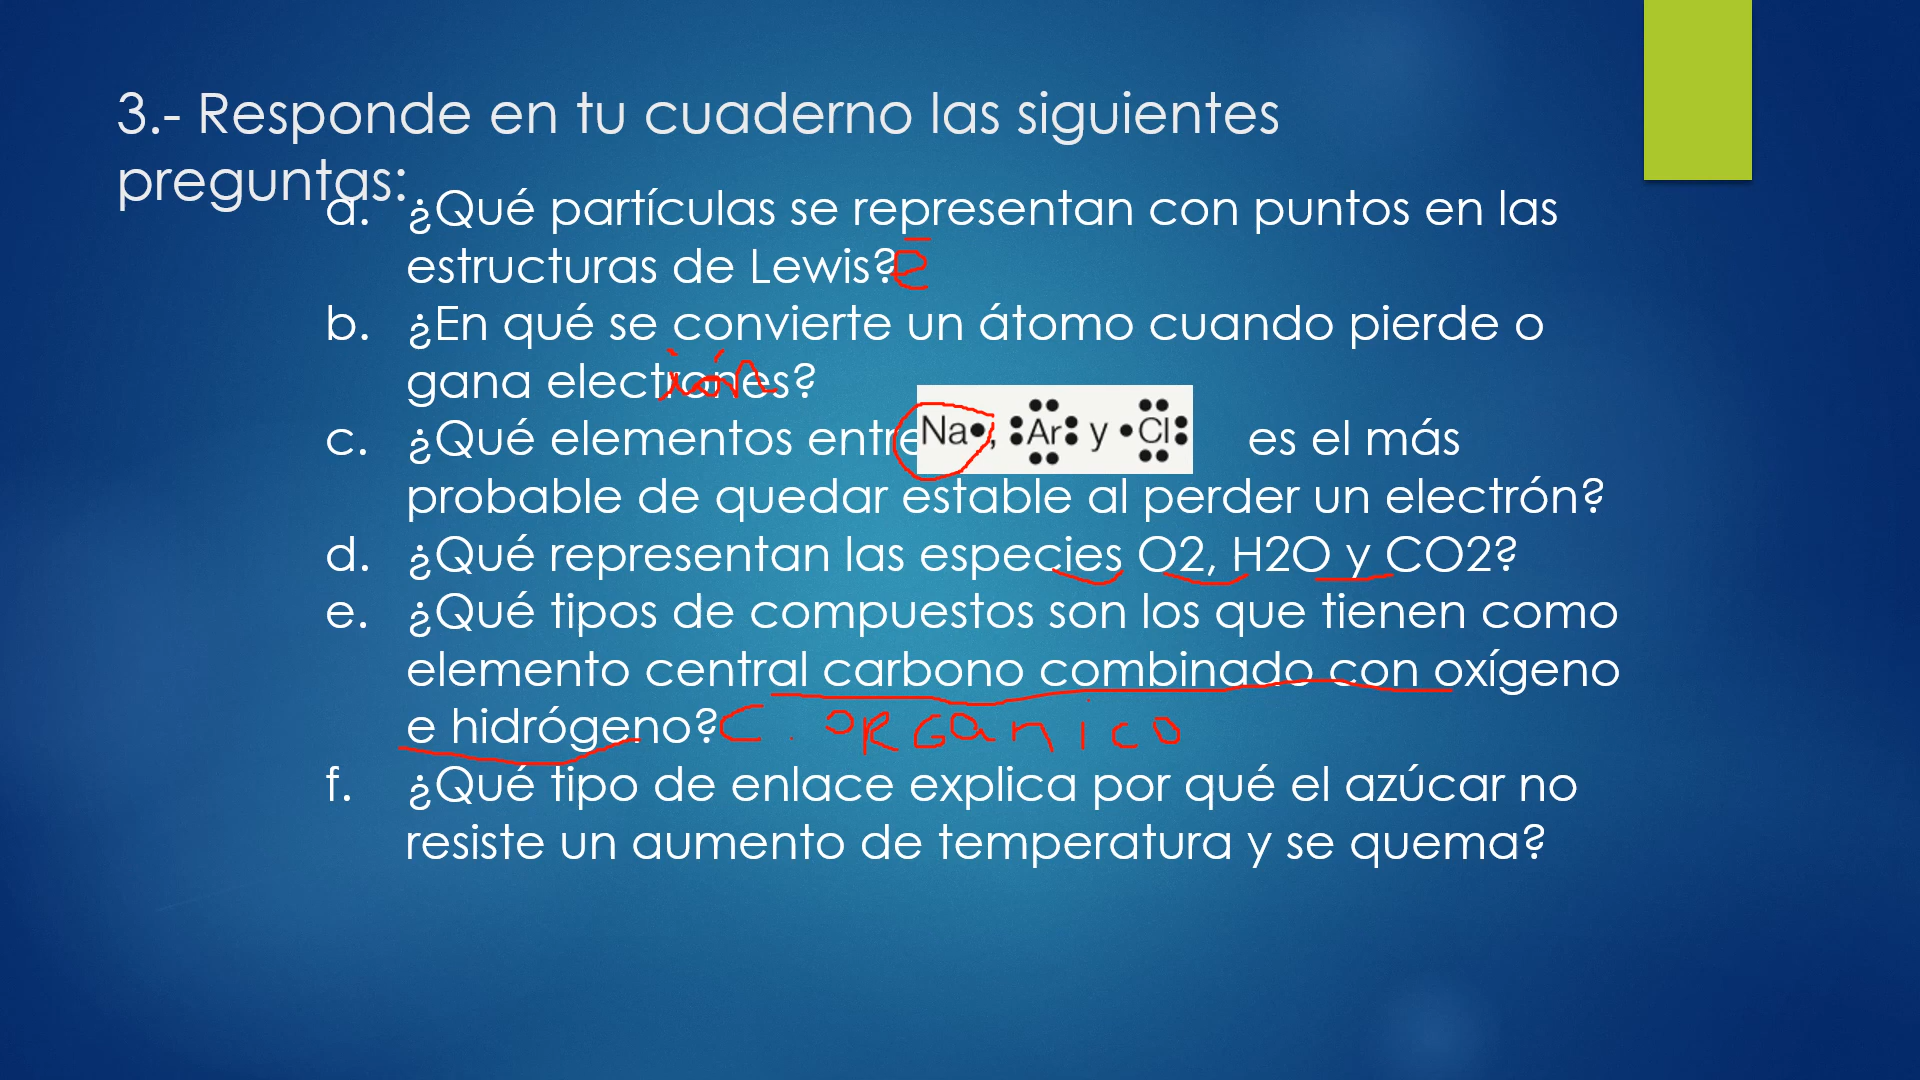 3.- Responde en tu cuaderno las siguientes
preguntas:
a. ¿Qué partículas se representan con puntos en las
estructuras de Lewis? e̅
b. ¿En qué se convierte un átomo cuando pierde o
gana electrones? ión
c. ¿Qué elementos entre Na•, Ar y •Cl es el más
probable de quedar estable al perder un electrón?
d. ¿Qué representan las especies O2, H2O y CO2?
e. ¿Qué tipos de compuestos son los que tienen como
elemento central carbono combinado con oxígeno
e hidrógeno? C. ORGanico
f. ¿Qué tipo de enlace explica por qué el azúcar no
resiste un aumento de temperatura y se quema?